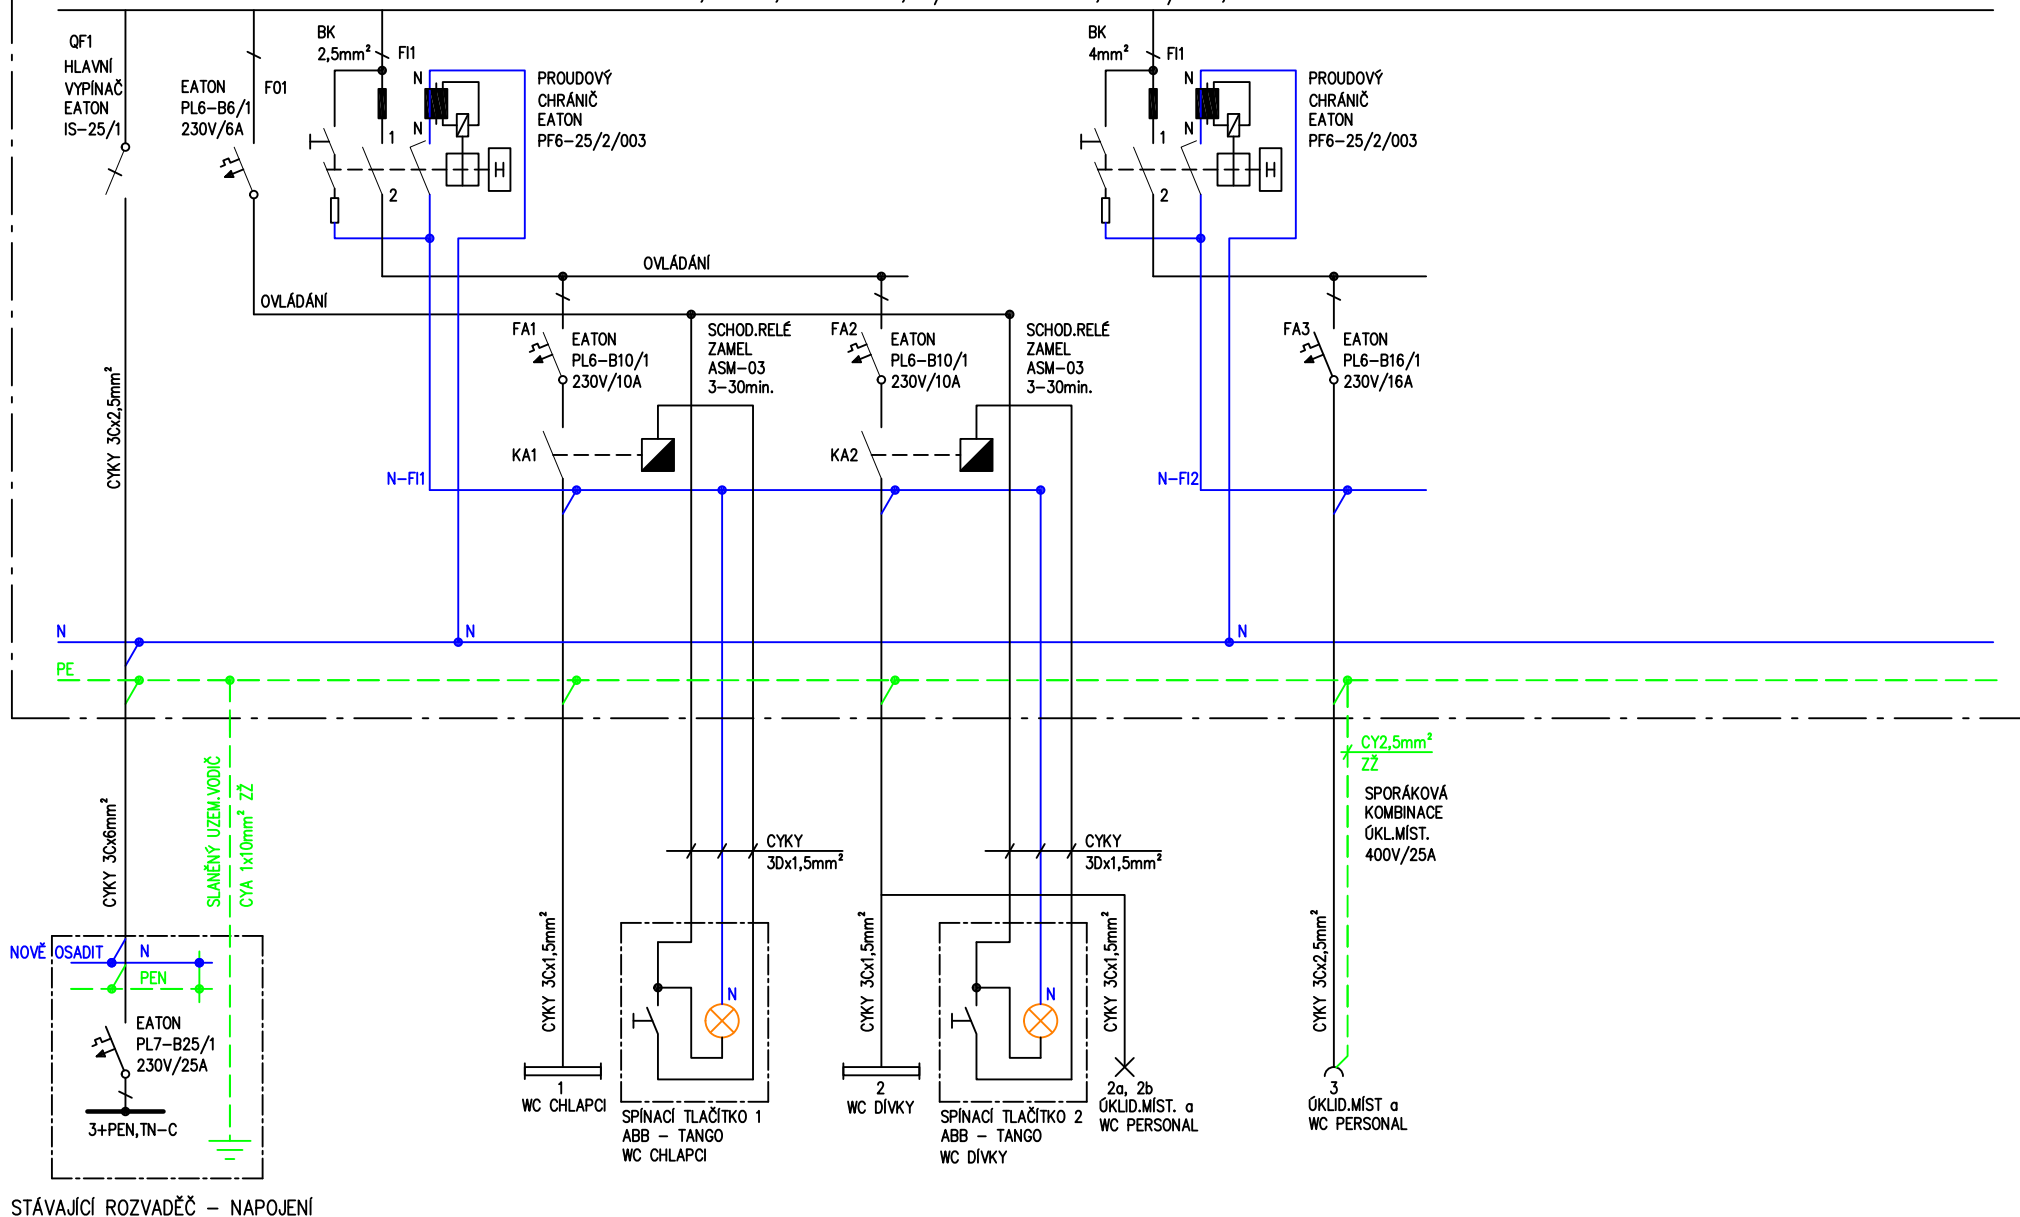 QF1
HLAVNÍ
VYPÍNAČ
EATON
IS-25/1
EATON
PL6-B6/1
230V/6A
F01
BK
2,5mm²
FI1
N
N
1
2
H
PROUDOVÝ
CHRÁNIČ
EATON
PF6-25/2/003
BK
4mm²
FI1
N
N
1
2
H
PROUDOVÝ
CHRÁNIČ
EATON
PF6-25/2/003
OVLÁDÁNÍ
OVLÁDÁNÍ
FA1
EATON
PL6-B10/1
230V/10A
SCHOD.RELÉ
ZAMEL
ASM-03
3-30min.
FA2
EATON
PL6-B10/1
230V/10A
SCHOD.RELÉ
ZAMEL
ASM-03
3-30min.
FA3
EATON
PL6-B16/1
230V/16A
CYKY 3Cx2,5mm²
KA1
KA2
N-FI1
N-FI2
N
N
N
PE
CY2,5mm²
ZŽ
SPORÁKOVÁ
KOMBINACE
ÚKL.MÍST.
400V/25A
CYKY 3Cx6mm²
SLANĚNÝ UZEM.VODIČ
CYA 1x10mm² ZŽ
CYKY
3Dx1,5mm²
CYKY
3Dx1,5mm²
CYKY 3Cx1,5mm²
CYKY 3Cx1,5mm²
CYKY 3Cx1,5mm²
CYKY 3Cx2,5mm²
NOVĚ OSADIT
N
PEN
EATON
PL7-B25/1
230V/25A
3+PEN,TN-C
N
N
1
WC CHLAPCI
SPÍNACÍ TLAČÍTKO 1
ABB - TANGO
WC CHLAPCI
2
WC DÍVKY
SPÍNACÍ TLAČÍTKO 2
ABB - TANGO
WC DÍVKY
2a, 2b
ÚKLID.MÍST. a
WC PERSONAL
3
ÚKLID.MÍST a
WC PERSONAL
STÁVAJÍCÍ ROZVADĚČ - NAPOJENÍ